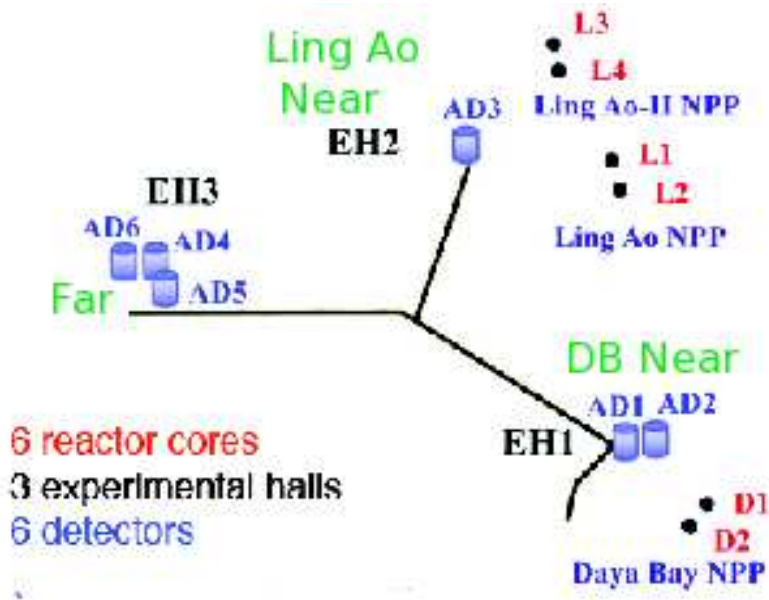 L3
Ling Ao
Near
L4
AD3
Ling Ao-II NPP
EH2
L1
EH3
L2
AD6
AD4
Ling Ao NPP
Far
AD5
DB Near
AD1
AD2
6 reactor cores
EH1
3 experimental halls
6 detectors
D1
D2
Daya Bay NPP